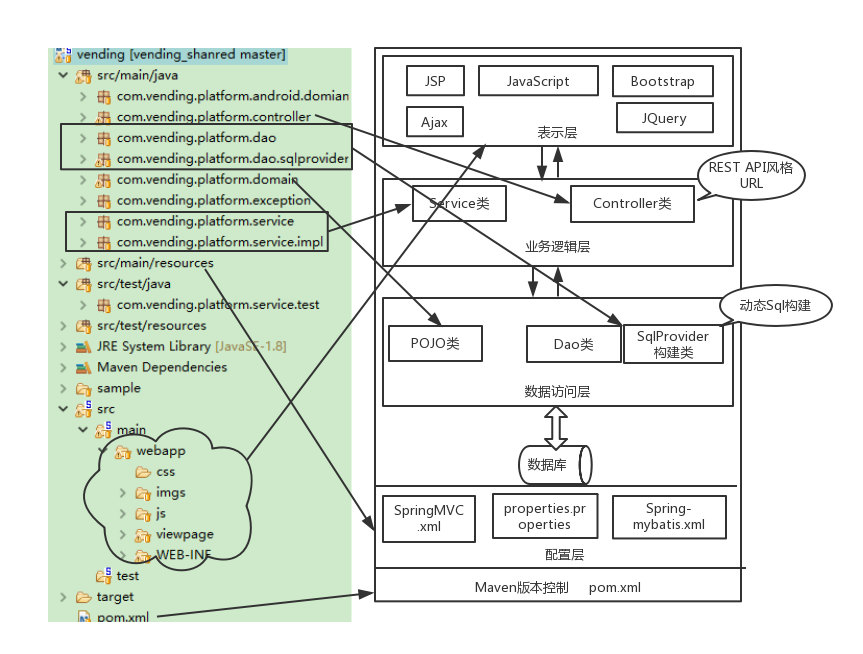 vending [vending_shanred master]
src/main/java
com.vending.platform.android.domian
com.vending.platform.controller
com.vending.platform.dao
com.vending.platform.dao.sqlprovider
com.vending.platform.domain
com.vending.platform.exception
com.vending.platform.service
com.vending.platform.service.impl
src/main/resources
src/test/java
com.vending.platform.service.test
src/test/resources
JRE System Library [JavaSE-1.8]
Maven Dependencies
sample
src
main
webapp
css
imgs
js
viewpage
WEB-INF
test
target
pom.xml
JSP
JavaScript
Bootstrap
Ajax
JQuery
表示层
REST API风格
URL
Service类
Controller类
业务逻辑层
动态Sql构建
POJO类
Dao类
SqlProvider
构建类
数据访问层
数据库
SpringMVC
.xml
properties.pr
operties
Spring-
mybatis.xml
配置层
Maven版本控制 pom.xml